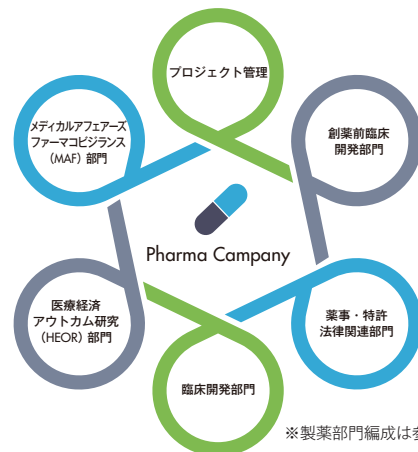 プロジェクト管理
メディカルアフェアーズ
ファーマコビジランス
（MAF）部門
創薬前臨床
開発部門
Pharma Campany
医療経済
アウトカム研究
（HEOR）部門
薬事・特許
法律関連部門
臨床開発部門
※製薬部門編成は